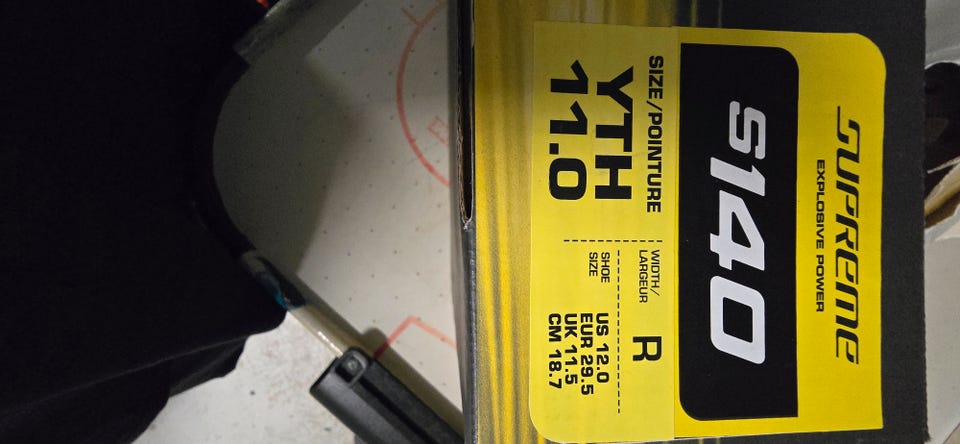 SUPREME
EXPLOSIVE POWER
S140
SIZE/POINTURE
YTH
11.0
WIDTH/
LARGEUR
R
SHOE
SIZE
US 12.0
EUR 29.5
UK 11.5
CM 18.7